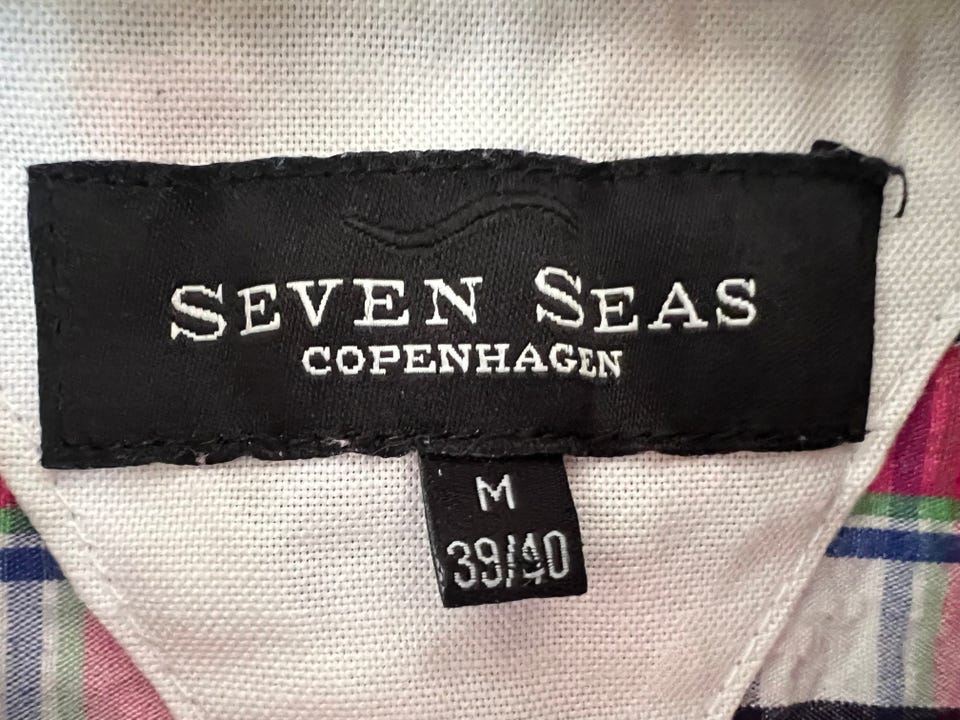 SEVEN SEAS
COPENHAGEN
M
39/40